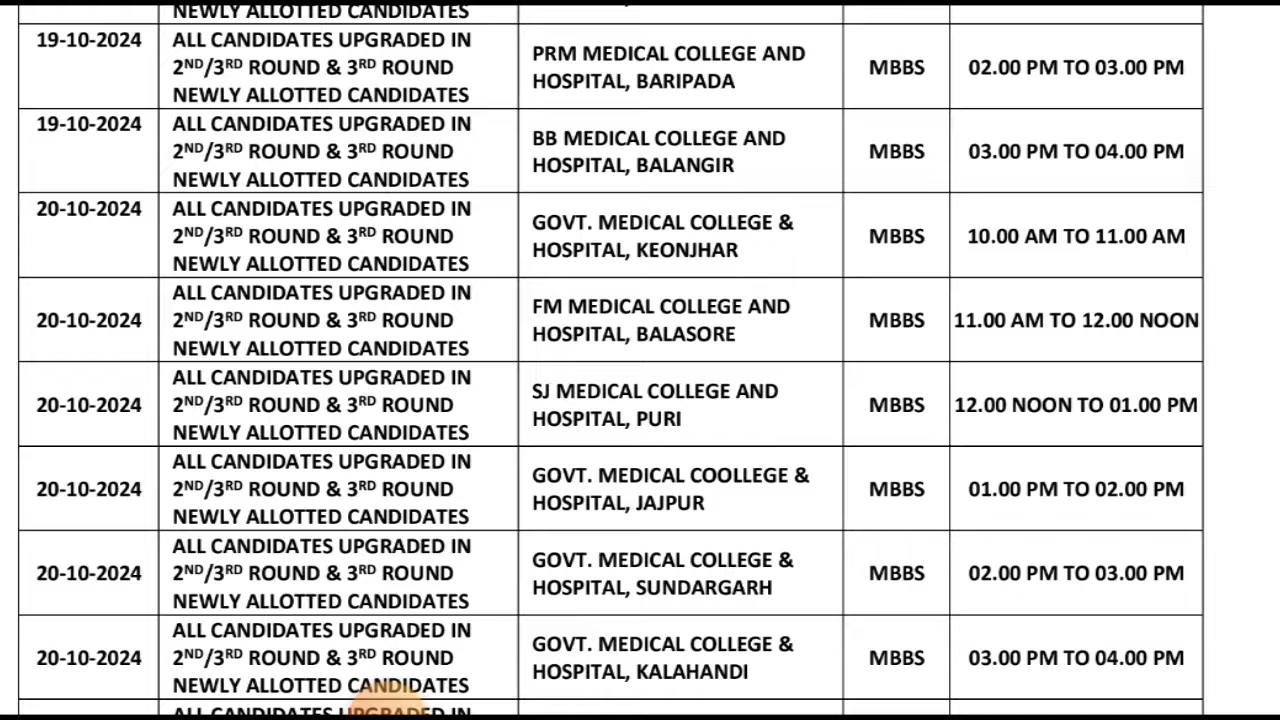 NEWLY ALLOTTED CANDIDATES
19-10-2024
ALL CANDIDATES UPGRADED IN
2ND/3RD ROUND & 3RD ROUND
NEWLY ALLOTTED CANDIDATES
PRM MEDICAL COLLEGE AND
HOSPITAL, BARIPADA
MBBS
02.00 PM TO 03.00 PM
19-10-2024
ALL CANDIDATES UPGRADED IN
2ND/3RD ROUND & 3RD ROUND
NEWLY ALLOTTED CANDIDATES
BB MEDICAL COLLEGE AND
HOSPITAL, BALANGIR
MBBS
03.00 PM TO 04.00 PM
20-10-2024
ALL CANDIDATES UPGRADED IN
2ND/3RD ROUND & 3RD ROUND
NEWLY ALLOTTED CANDIDATES
GOVT. MEDICAL COLLEGE &
HOSPITAL, KEONJHAR
MBBS
10.00 AM TO 11.00 AM
20-10-2024
ALL CANDIDATES UPGRADED IN
2ND/3RD ROUND & 3RD ROUND
NEWLY ALLOTTED CANDIDATES
FM MEDICAL COLLEGE AND
HOSPITAL, BALASORE
MBBS
11.00 AM TO 12.00 NOON
20-10-2024
ALL CANDIDATES UPGRADED IN
2ND/3RD ROUND & 3RD ROUND
NEWLY ALLOTTED CANDIDATES
SJ MEDICAL COLLEGE AND
HOSPITAL, PURI
MBBS
12.00 NOON TO 01.00 PM
20-10-2024
ALL CANDIDATES UPGRADED IN
2ND/3RD ROUND & 3RD ROUND
NEWLY ALLOTTED CANDIDATES
GOVT. MEDICAL COOLLEGE &
HOSPITAL, JAJPUR
MBBS
01.00 PM TO 02.00 PM
20-10-2024
ALL CANDIDATES UPGRADED IN
2ND/3RD ROUND & 3RD ROUND
NEWLY ALLOTTED CANDIDATES
GOVT. MEDICAL COLLEGE &
HOSPITAL, SUNDARGARH
MBBS
02.00 PM TO 03.00 PM
20-10-2024
ALL CANDIDATES UPGRADED IN
2ND/3RD ROUND & 3RD ROUND
NEWLY ALLOTTED CANDIDATES
GOVT. MEDICAL COLLEGE &
HOSPITAL, KALAHANDI
MBBS
03.00 PM TO 04.00 PM
ALL CANDIDATES UPGRADED IN